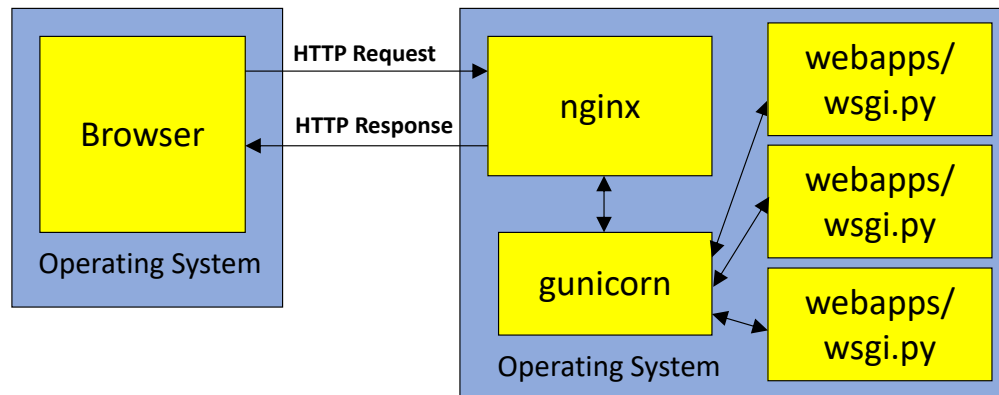 HTTP Request
HTTP Response
Browser
Operating System
nginx
gunicorn
Operating System
webapps/
wsgi.py
webapps/
wsgi.py
webapps/
wsgi.py